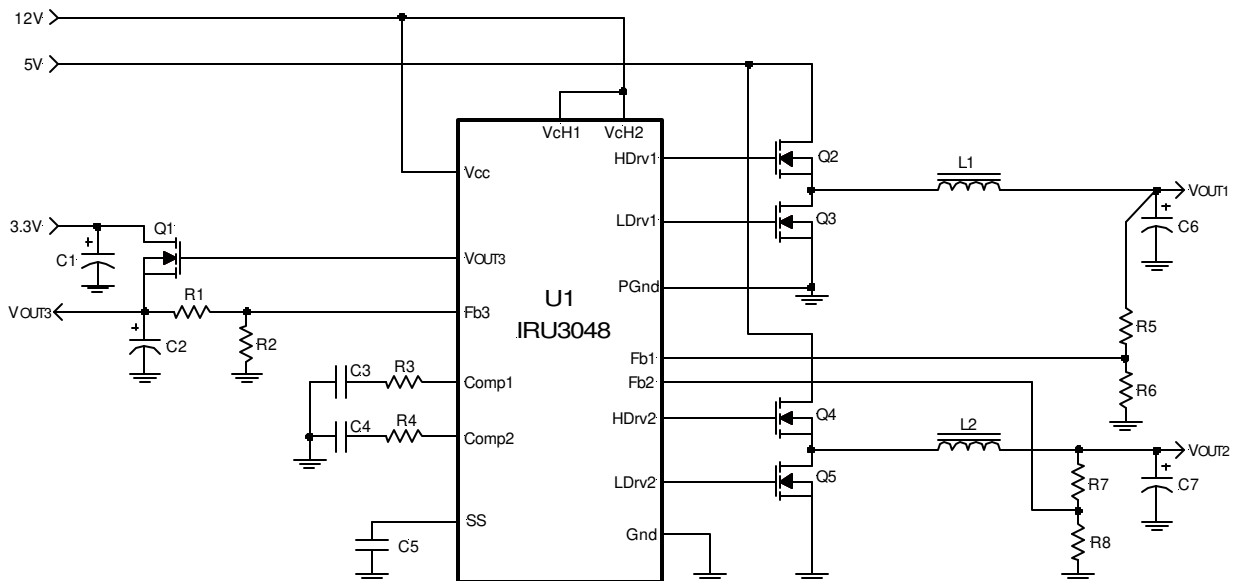 12V
5V
VcH1
VcH2
HDrv1
Q2
L1
Vcc
VOUT1
3.3V
Q1
LDrv1
Q3
C6
C1
VOUT3
PGnd
U1
IRU3048
VOUT3
R1
Fb3
R5
C2
R2
Fb1
C3
R3
Comp1
Fb2
R6
C4
R4
Comp2
HDrv2
Q4
L2
VOUT2
LDrv2
Q5
R7
C7
SS
C5
Gnd
R8